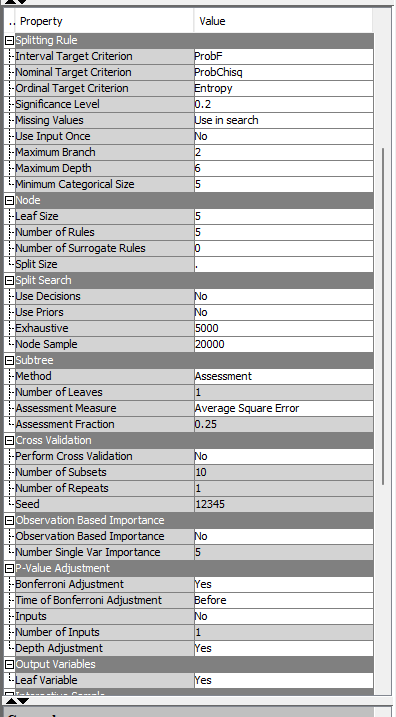 .. Property Value
Splitting Rule
Interval Target Criterion ProbF
Nominal Target Criterion ProbChisq
Ordinal Target Criterion Entropy
Significance Level 0.2
Missing Values Use in search
Use Input Once No
Maximum Branch 2
Maximum Depth 6
Minimum Categorical Size 5
Node
Leaf Size 5
Number of Rules 5
Number of Surrogate Rules 0
Split Size .
Split Search
Use Decisions No
Use Priors No
Exhaustive 5000
Node Sample 20000
Subtree
Method Assessment
Number of Leaves 1
Assessment Measure Average Square Error
Assessment Fraction 0.25
Cross Validation
Perform Cross Validation No
Number of Subsets 10
Number of Repeats 1
Seed 12345
Observation Based Importance
Observation Based Importance No
Number Single Var Importance 5
P-Value Adjustment
Bonferroni Adjustment Yes
Time of Bonferroni Adjustment Before
Inputs No
Number of Inputs 1
Depth Adjustment Yes
Output Variables
Leaf Variable Yes
Interactive Sample